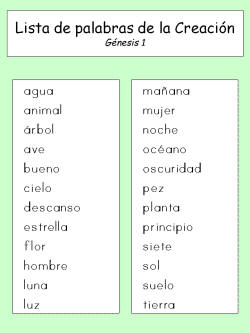 Lista de palabras de la Creación
Génesis 1
agua
animal
árbol
ave
bueno
cielo
descanso
estrella
flor
hombre
luna
luz
mañana
mujer
noche
océano
oscuridad
pez
planta
principio
siete
sol
suelo
tierra